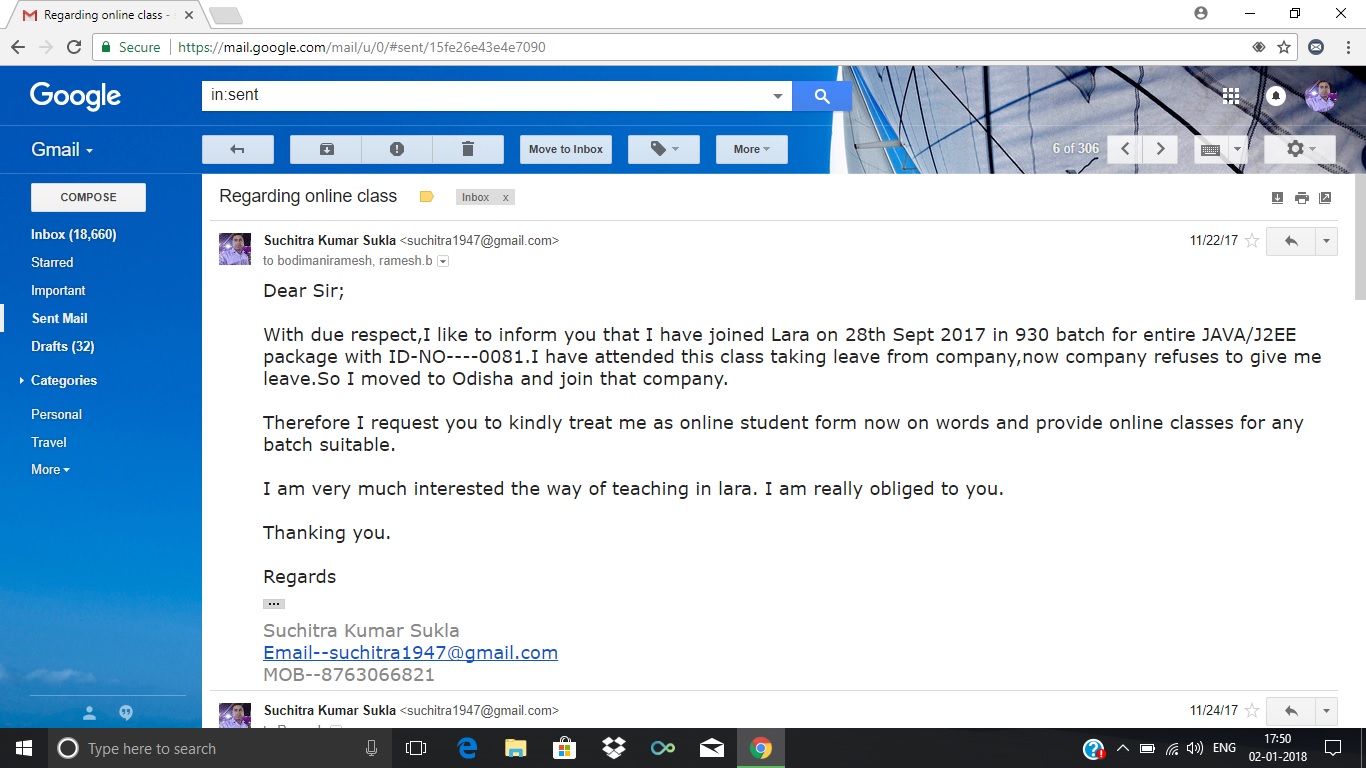 Regarding online class -
Secure https://mail.google.com/mail/u/0/#sent/15fe26e43e4e7090
Google
in:sent
Gmail
Move to Inbox
More
6 of 306
COMPOSE
Inbox (18,660)
Starred
Important
Sent Mail
Drafts (32)
Categories
Personal
Travel
More
Regarding online class
Inbox x
Suchitra Kumar Sukla <suchitra1947@gmail.com>
11/22/17
to bodimaniramesh, ramesh.b
Dear Sir;
With due respect,I like to inform you that I have joined Lara on 28th Sept 2017 in 930 batch for entire JAVA/J2EE
package with ID-NO----0081.I have attended this class taking leave from company,now company refuses to give me
leave.So I moved to Odisha and join that company.
Therefore I request you to kindly treat me as online student form now on words and provide online classes for any
batch suitable.
I am very much interested the way of teaching in lara. I am really obliged to you.
Thanking you.
Regards
Suchitra Kumar Sukla
Email--suchitra1947@gmail.com
MOB--8763066821
Suchitra Kumar Sukla <suchitra1947@gmail.com>
11/24/17
Type here to search
ENG
17:50
02-01-2018